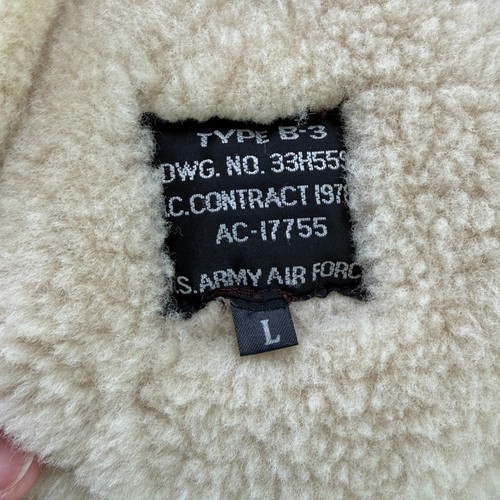 TYPE B-3
DWG. NO. 33H55
.C. CONTRACT 197
AC-17755
.S. ARMY AIR FORC
L